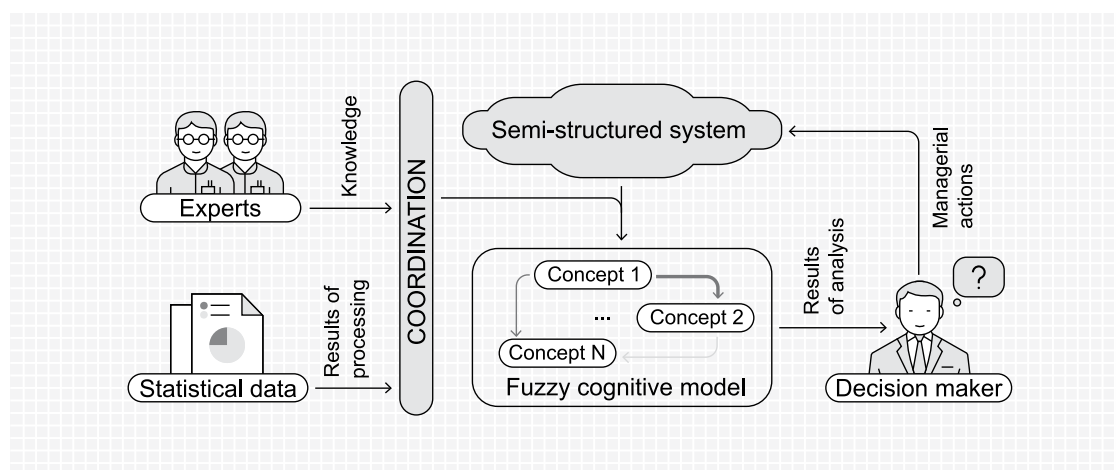 Experts
Knowledge
Statistical data
Results of
processing
COORDINATION
Semi-structured system
Concept 1
...
Concept 2
Concept N
Fuzzy cognitive model
Results
of analysis
Managerial
actions
?
Decision maker